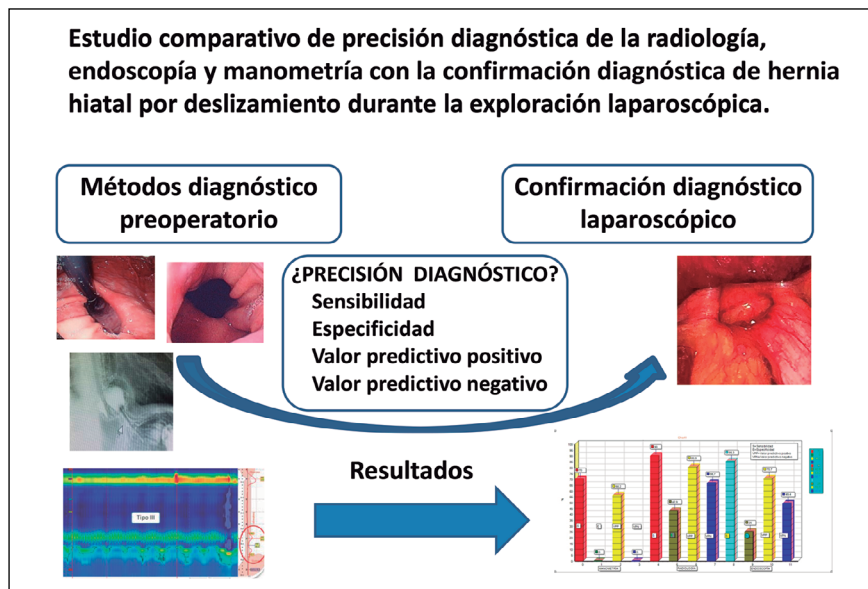 Estudio comparativo de precisión diagnóstica de la radiología,
endoscopía y manometría con la confirmación diagnóstica de hernia
hiatal por deslizamiento durante la exploración laparoscópica.
Métodos diagnóstico
preoperatorio
Confirmación diagnóstico
laparoscópico
¿PRECISIÓN DIAGNÓSTICO?
Sensibilidad
Especificidad
Valor predictivo positivo
Valor predictivo negativo
Resultados
Tipo III